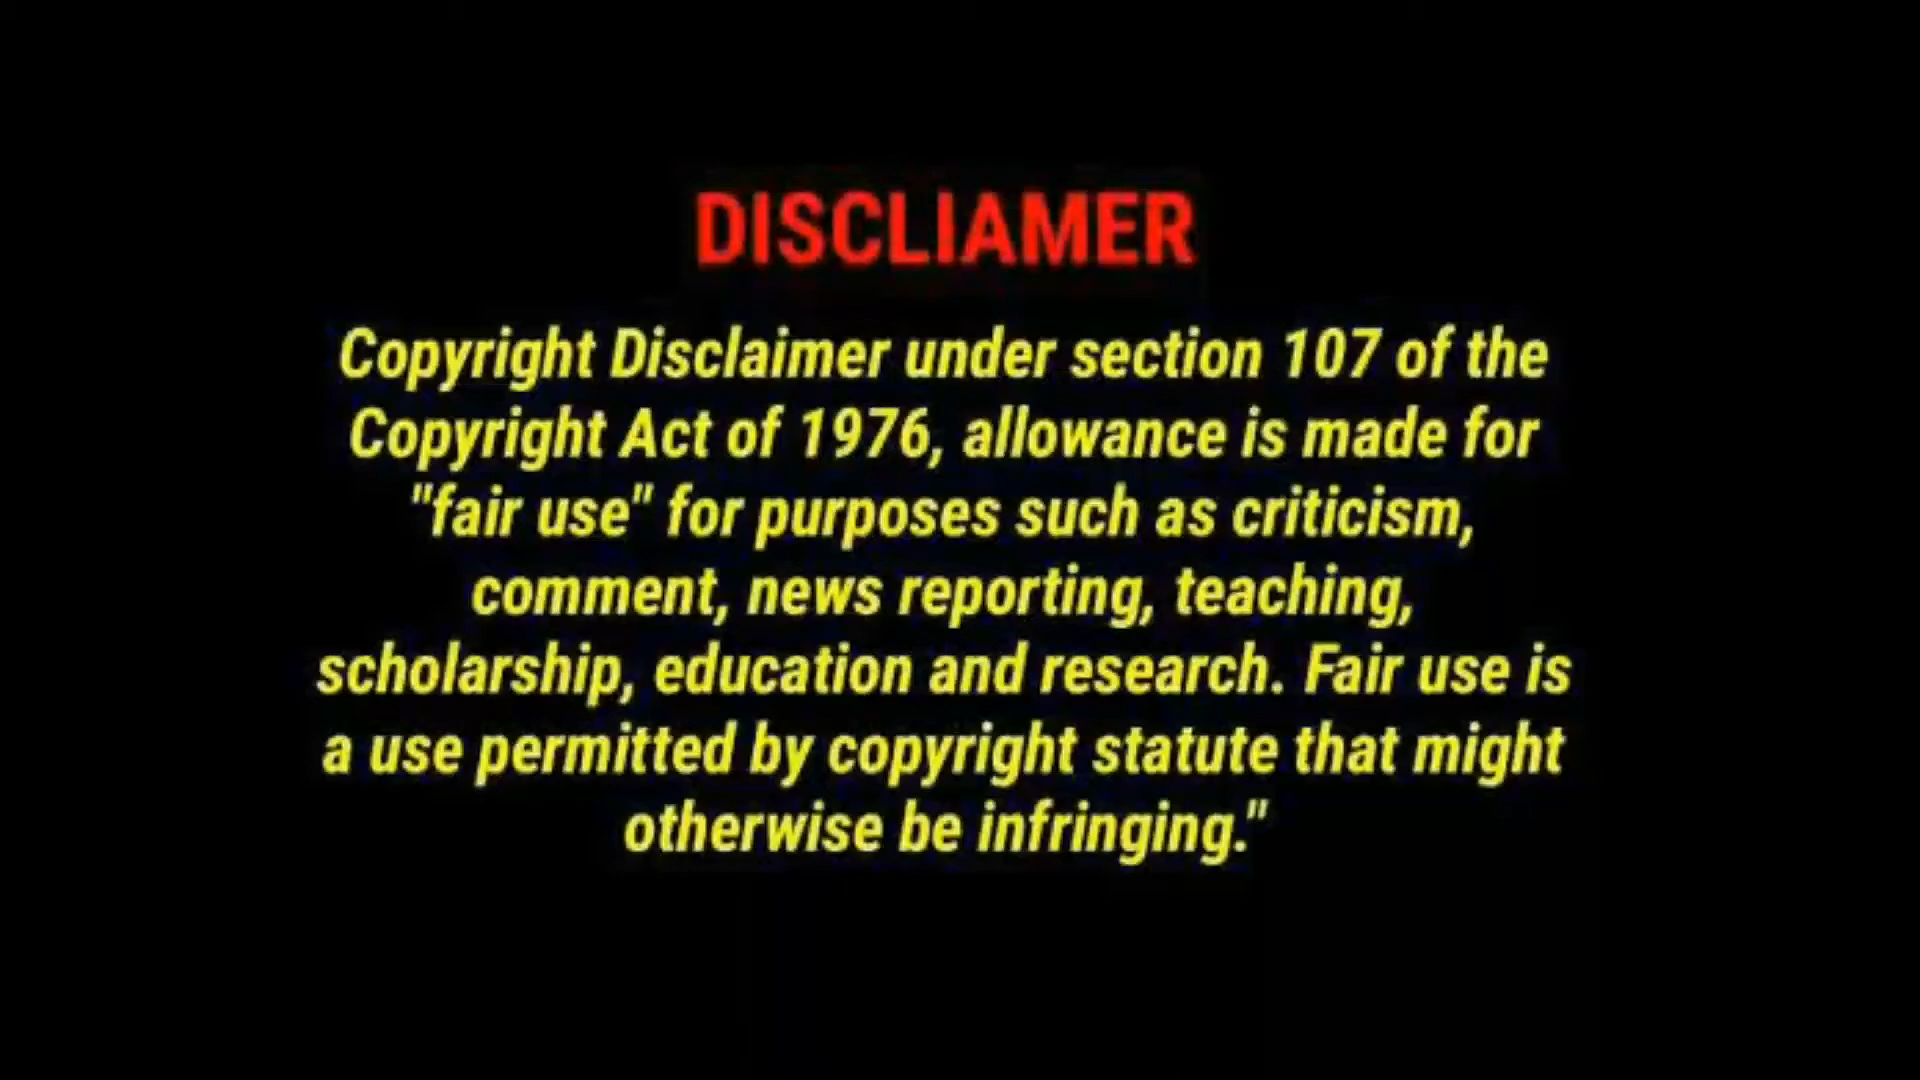 DISCLIAMER
Copyright Disclaimer under section 107 of the
Copyright Act of 1976, allowance is made for
"fair use" for purposes such as criticism,
comment, news reporting, teaching,
scholarship, education and research. Fair use is
a use permitted by copyright statute that might
otherwise be infringing."